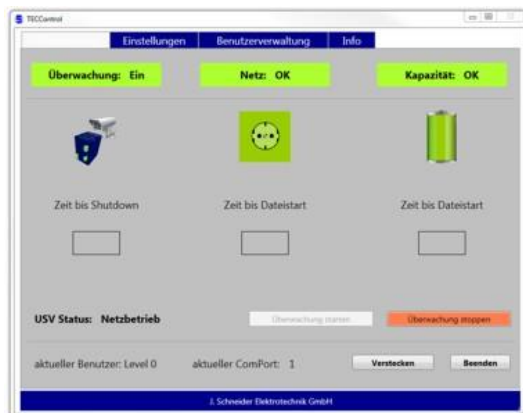 TECControl
Einstellungen Benutzerverwaltung Info
Überwachung: Ein Netz: OK Kapazität: OK
Zeit bis Shutdown Zeit bis Dateistart Zeit bis Dateistart
USV Status: Netzbetrieb Überwachung starten Überwachung stoppen
aktueller Benutzer: Level 0 aktueller ComPort: 1 Verstecken Beenden
J. Schneider Elektrotechnik GmbH